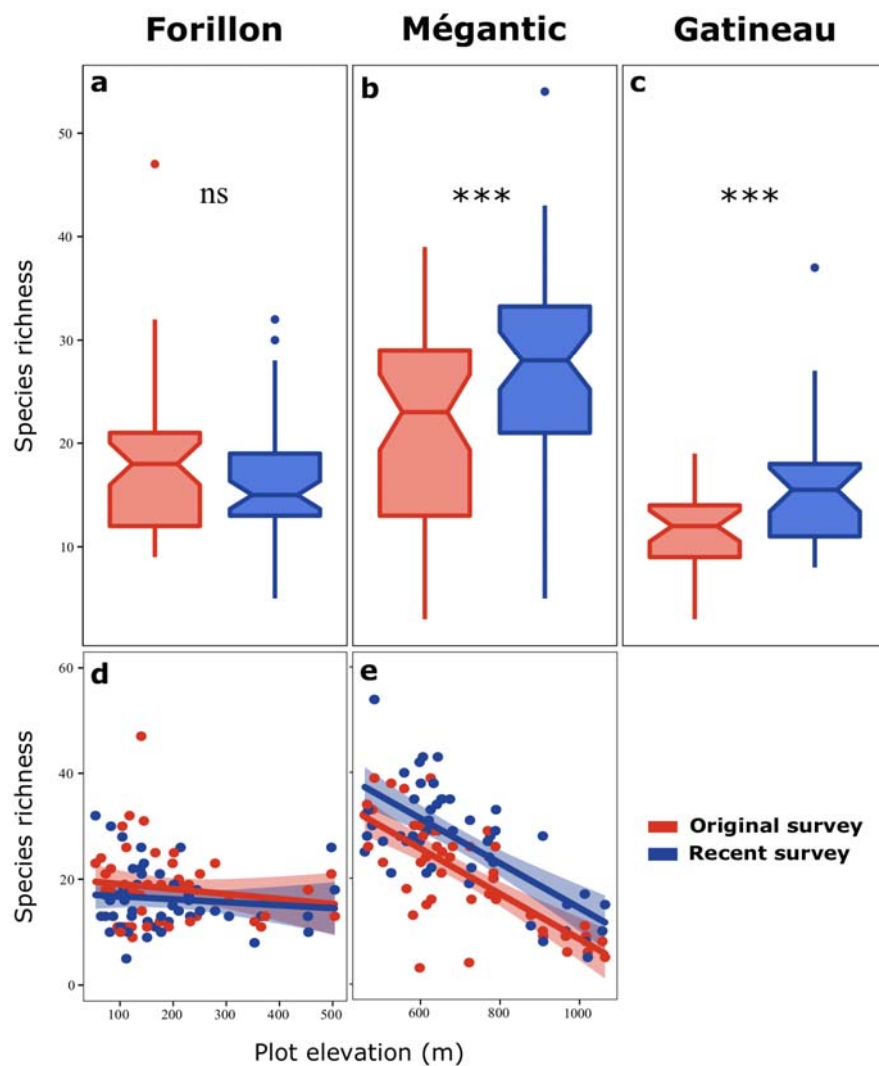 Forillon Mégantic Gatineau
a b c
ns *** ***
Species richness
50
40
30
20
10
d e
Species richness
60
40
20
0
100 200 300 400 500 600 800 1000
Plot elevation (m)
Original survey
Recent survey